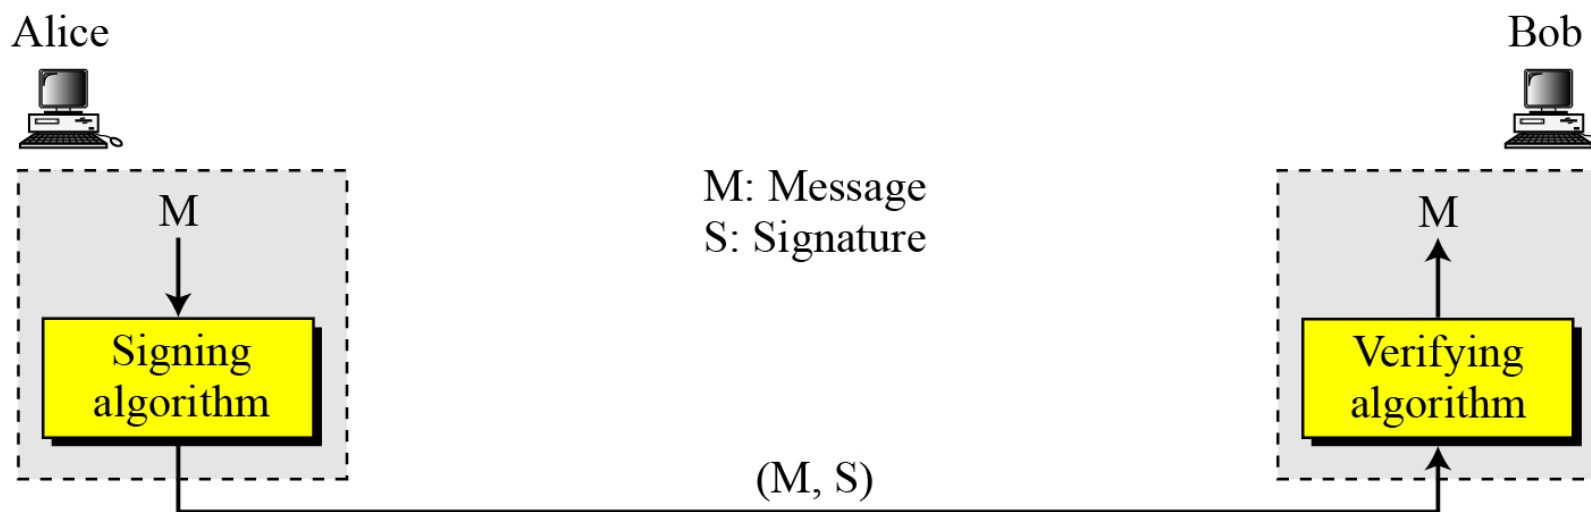 Alice
Bob
M: Message
S: Signature
M
Signing
algorithm
M
Verifying
algorithm
(M, S)